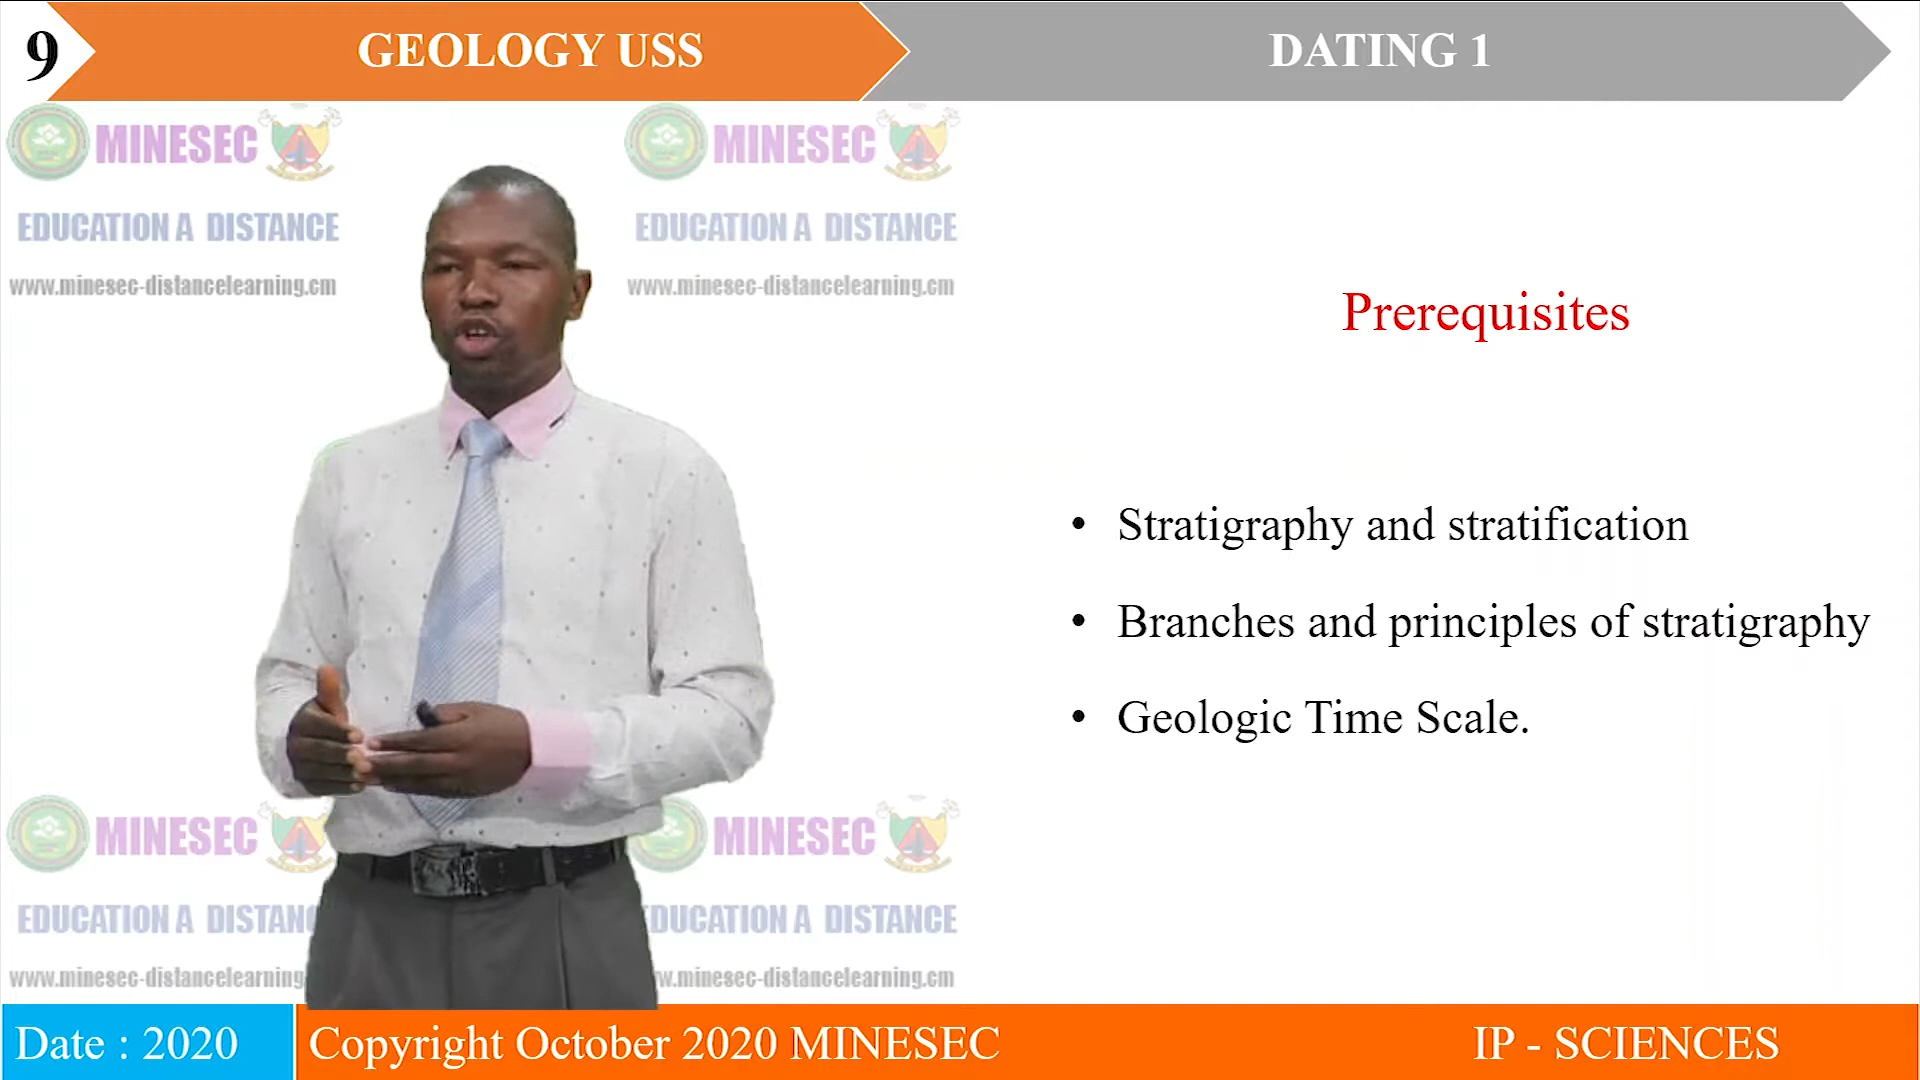 9
GEOLOGY USS
DATING 1
MINESEC
MINESEC
EDUCATION A DISTANCE
EDUCATION A DISTANCE
www.minesec-distancelearning.cm
www.minesec-distancelearning.cm
Prerequisites
• Stratigraphy and stratification
• Branches and principles of stratigraphy
• Geologic Time Scale.
MINESEC
MINESEC
EDUCATION A DISTAN
DUCATION A DISTANCE
www.minesec-distancelearning
w.minesec-distancelearning.cm
Date : 2020
Copyright October 2020 MINESEC
IP - SCIENCES